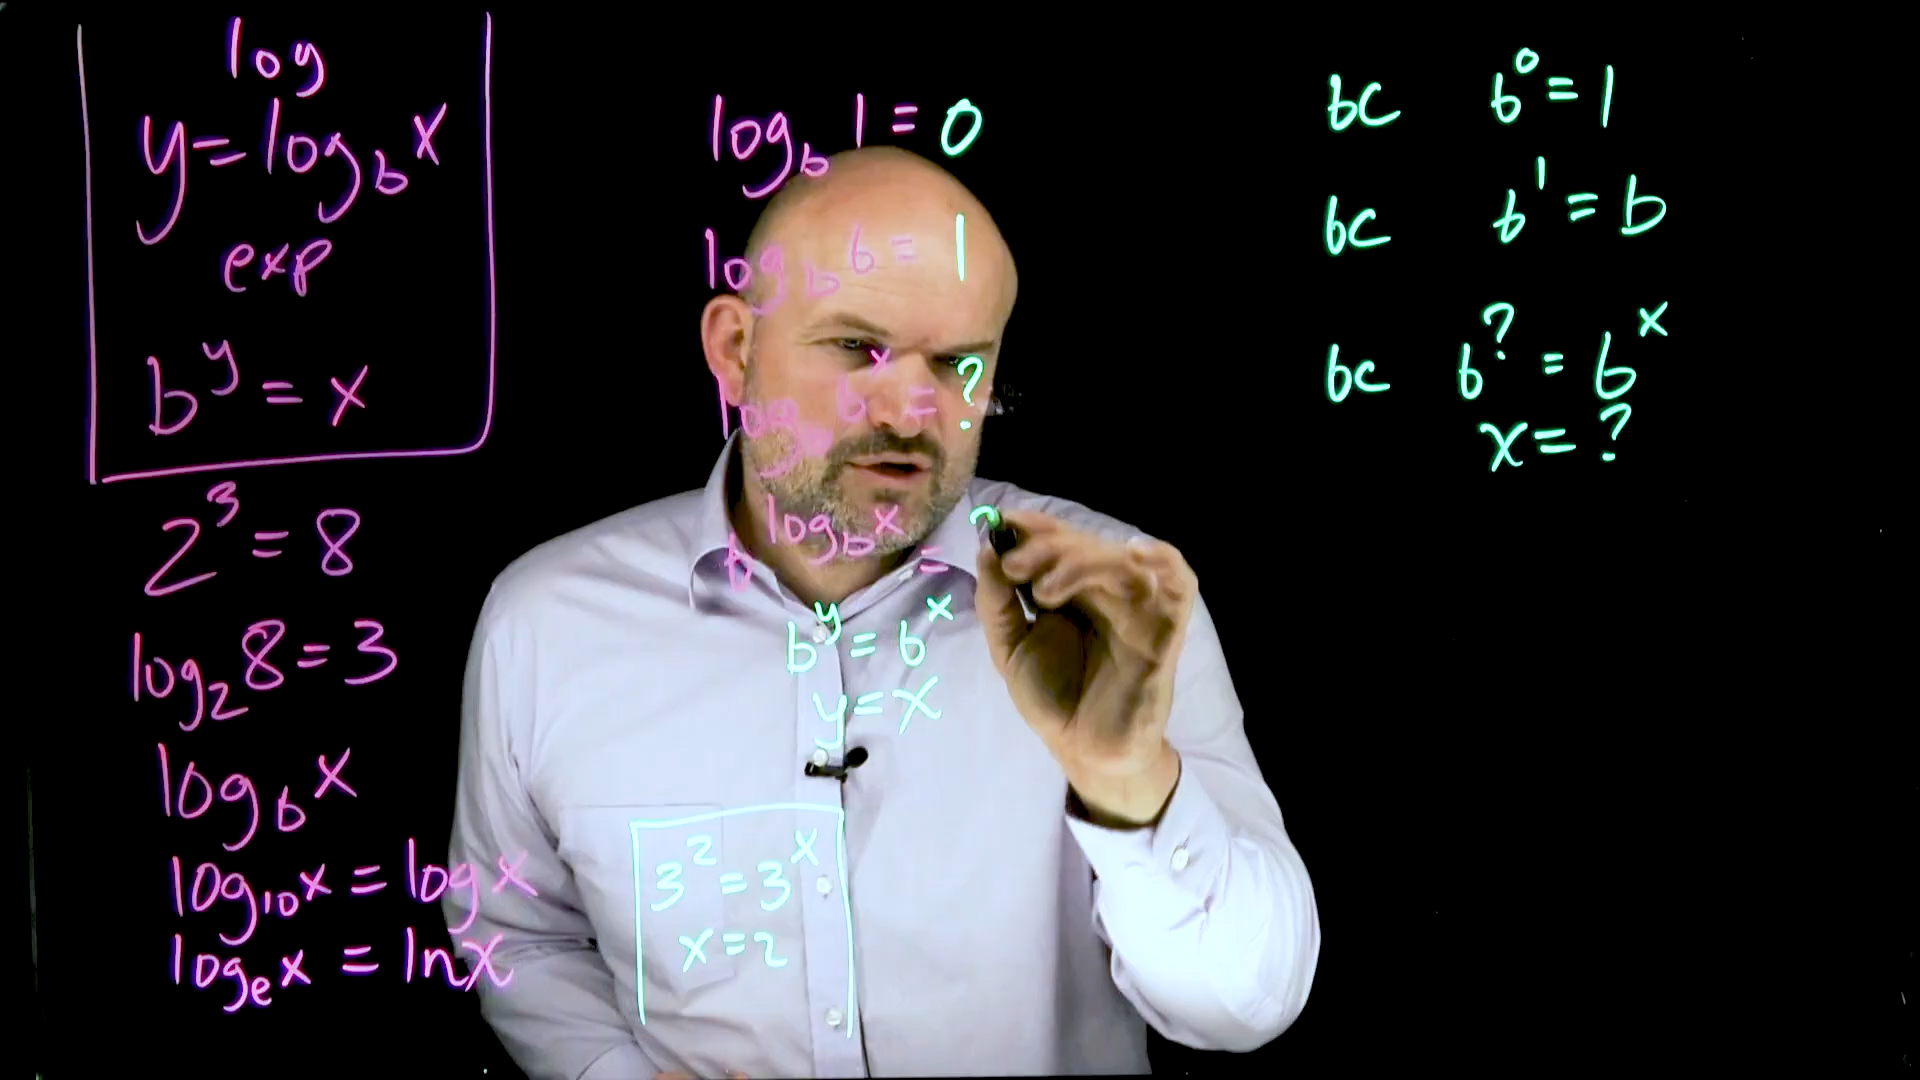 log
y=log_b x
exp
b^y = x
2^3 = 8
log_2 8 = 3
log_b x
log_10 x = log x
log_e x = ln x
log_b 1 = 0
log_b b = 1
log_b b^x = ?
b^(log_b x) = ?
b^y = b^x
y = x
3^2 = 3^x
x = 2
bc b^0 = 1
bc b^1 = b
bc b^? = b^x
x = ?